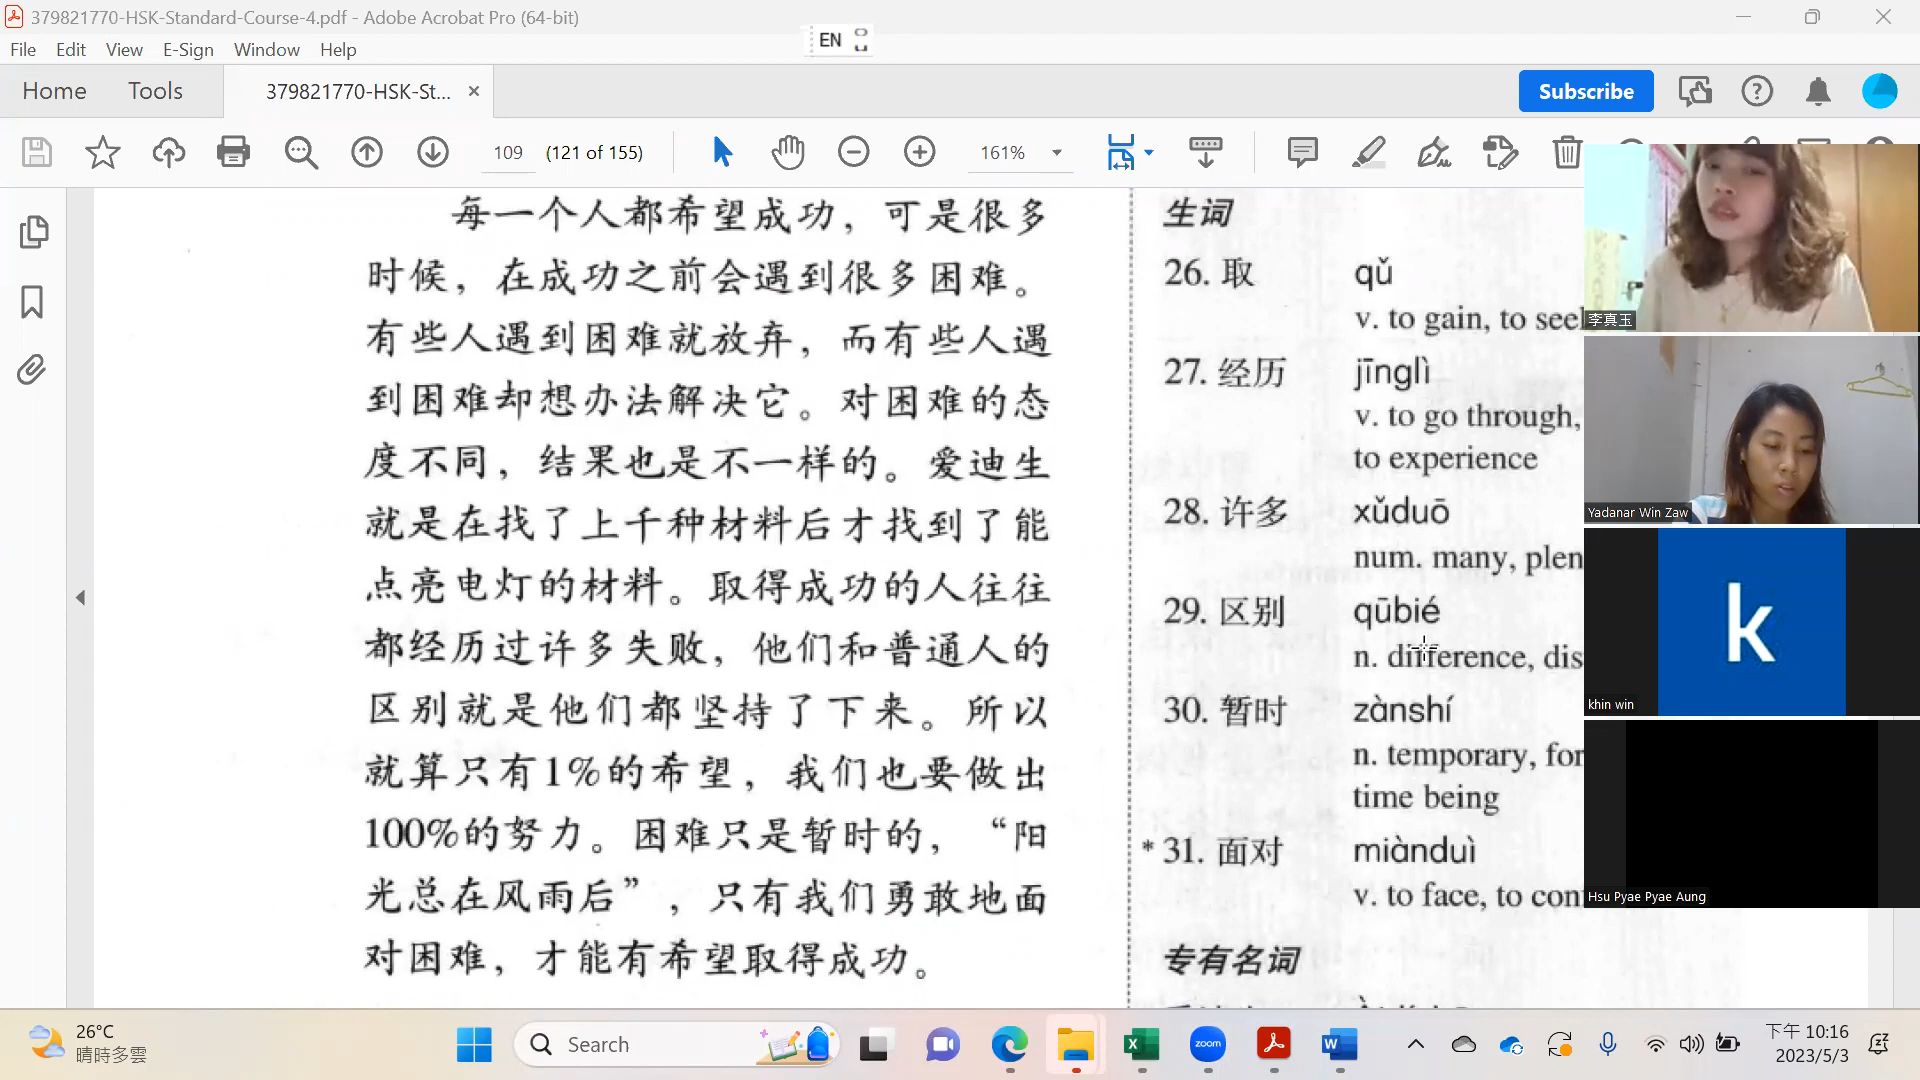 379821770-HSK-Standard-Course-4.pdf - Adobe Acrobat Pro (64-bit)
File Edit View E-Sign Window Help
EN
Home Tools 379821770-HSK-St... Subscribe
109 (121 of 155) 161%
每一个人都希望成功，可是很多
时候，在成功之前会遇到很多困难。
有些人遇到困难就放弃，而有些人遇
到困难却想办法解决它。对困难的态
度不同，结果也是不一样的。爱迪生
就是在找了上千种材料后才找到了能
点亮电灯的材料。取得成功的人往往
都经历过许多失败，他们和普通人的
区别就是他们都坚持了下来。所以
就算只有1%的希望，我们也要做出
100%的努力。困难只是暂时的，“阳
光总在风雨后”，只有我们勇敢地面
对困难，才能有希望取得成功。
生词
26. 取 qǔ
v. to gain, to see
27. 经历 jīnglì
v. to go through,
to experience
28. 许多 xǔduō
num. many, plen
29. 区别 qūbié
n. difference, dis
30. 暂时 zànshí
n. temporary, for
time being
* 31. 面对 miànduì
v. to face, to con
专有名词
李真玉
Yadanar Win Zaw
k
khin win
Hsu Pyae Pyae Aung
26°C
晴時多雲
Search
zoom
下午 10:16
2023/5/3